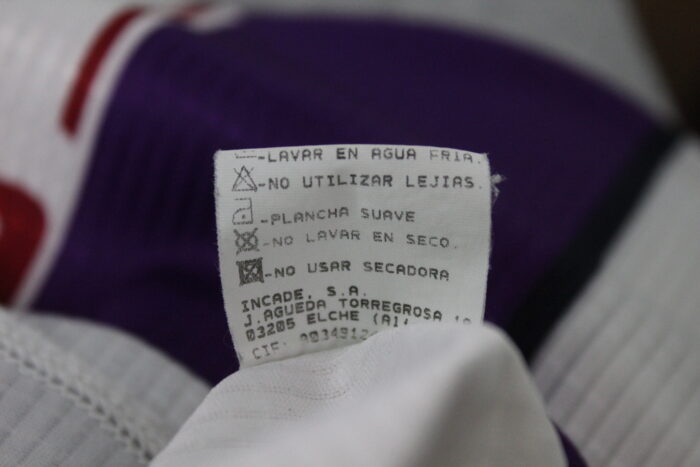 -LAVAR EN AGUA FRIA.
-NO UTILIZAR LEJIAS.
-PLANCHA SUAVE
-NO LAVAR EN SECO.
-NO USAR SECADORA
INCADE, S.A.
J.AGUEDA TORREGROSA
03205 ELCHE
CIF: